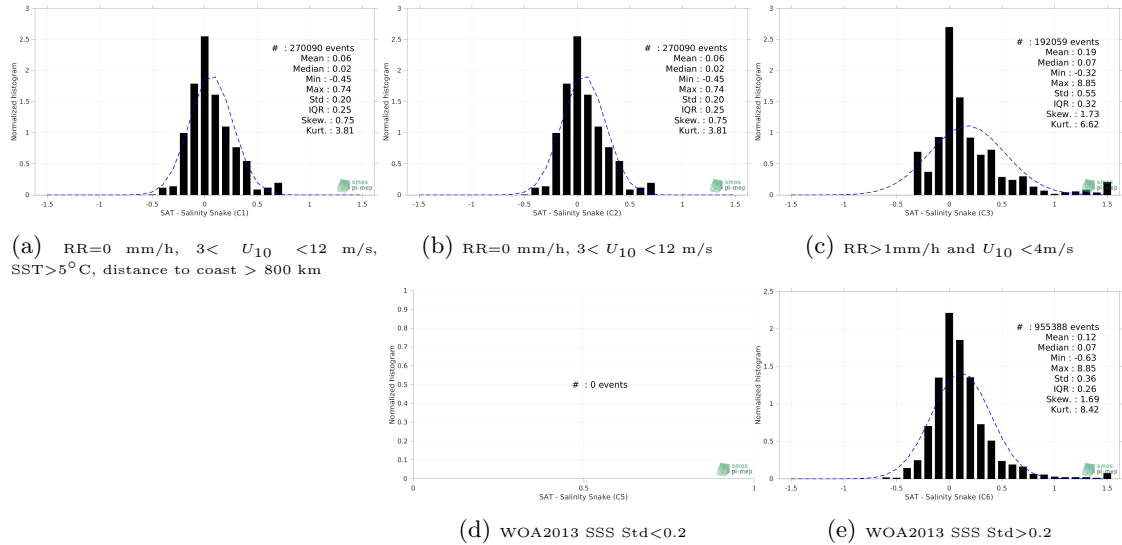 3
2.5
2
1.5
1
0.5
0
-1.5 -1 -0.5 0 0.5 1 1.5
Normalized histogram
SAT - Salinity Snake (C1)
# : 270090 events
Mean : 0.06
Median : 0.02
Min : -0.45
Max : 0.74
Std : 0.20
IQR : 0.25
Skew. : 0.75
Kurt. : 3.81
smos
pi-mep
(a) RR=0 mm/h, 3< U10 <12 m/s,
SST>5°C, distance to coast > 800 km
3
2.5
2
1.5
1
0.5
0
-1.5 -1 -0.5 0 0.5 1 1.5
Normalized histogram
SAT - Salinity Snake (C2)
# : 270090 events
Mean : 0.06
Median : 0.02
Min : -0.45
Max : 0.74
Std : 0.20
IQR : 0.25
Skew. : 0.75
Kurt. : 3.81
smos
pi-mep
(b) RR=0 mm/h, 3< U10 <12 m/s
3
2.5
2
1.5
1
0.5
0
-1.5 -1 -0.5 0 0.5 1 1.5
Normalized histogram
SAT - Salinity Snake (C3)
# : 192059 events
Mean : 0.19
Median : 0.07
Min : -0.32
Max : 8.85
Std : 0.55
IQR : 0.32
Skew. : 1.73
Kurt. : 6.62
smos
pi-mep
(c) RR>1mm/h and U10 <4m/s
1
0.9
0.8
0.7
0.6
0.5
0.4
0.3
0.2
0.1
0
0 0.5 1
Normalized histogram
SAT - Salinity Snake (C5)
# : 0 events
smos
pi-mep
(d) WOA2013 SSS Std<0.2
2.5
2
1.5
1
0.5
0
-1.5 -1 -0.5 0 0.5 1 1.5
Normalized histogram
SAT - Salinity Snake (C6)
# : 955388 events
Mean : 0.12
Median : 0.07
Min : -0.63
Max : 8.85
Std : 0.36
IQR : 0.26
Skew. : 1.69
Kurt. : 8.42
smos
pi-mep
(e) WOA2013 SSS Std>0.2